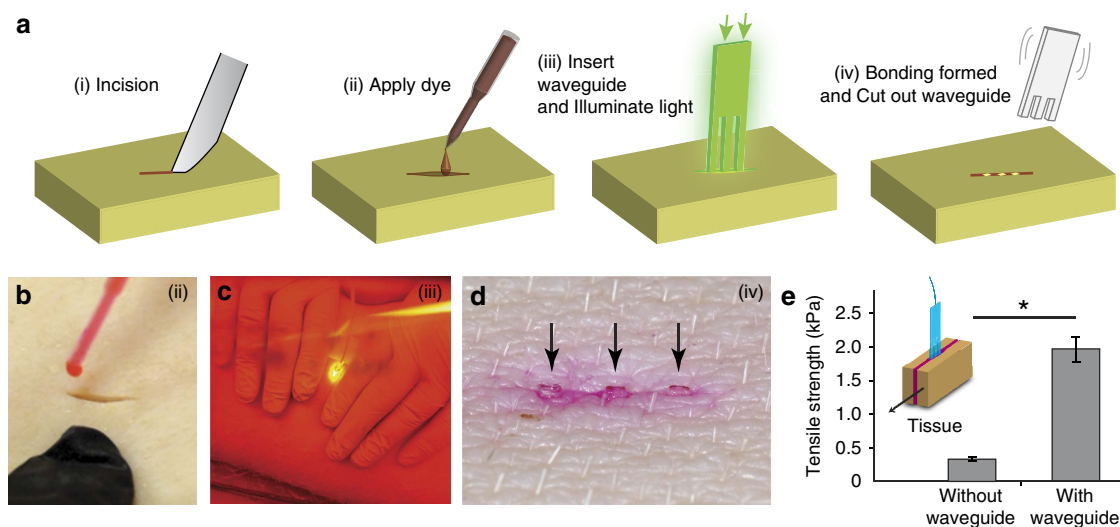 a
(i) Incision
(ii) Apply dye
(iii) Insert
waveguide
and Illuminate light
(iv) Bonding formed
and Cut out waveguide
b
(ii)
c
(iii)
d
(iv)
e
Tensile strength (kPa)
2.5
2.0
1.5
1.0
0.5
0
*
Tissue
Without
waveguide
With
waveguide